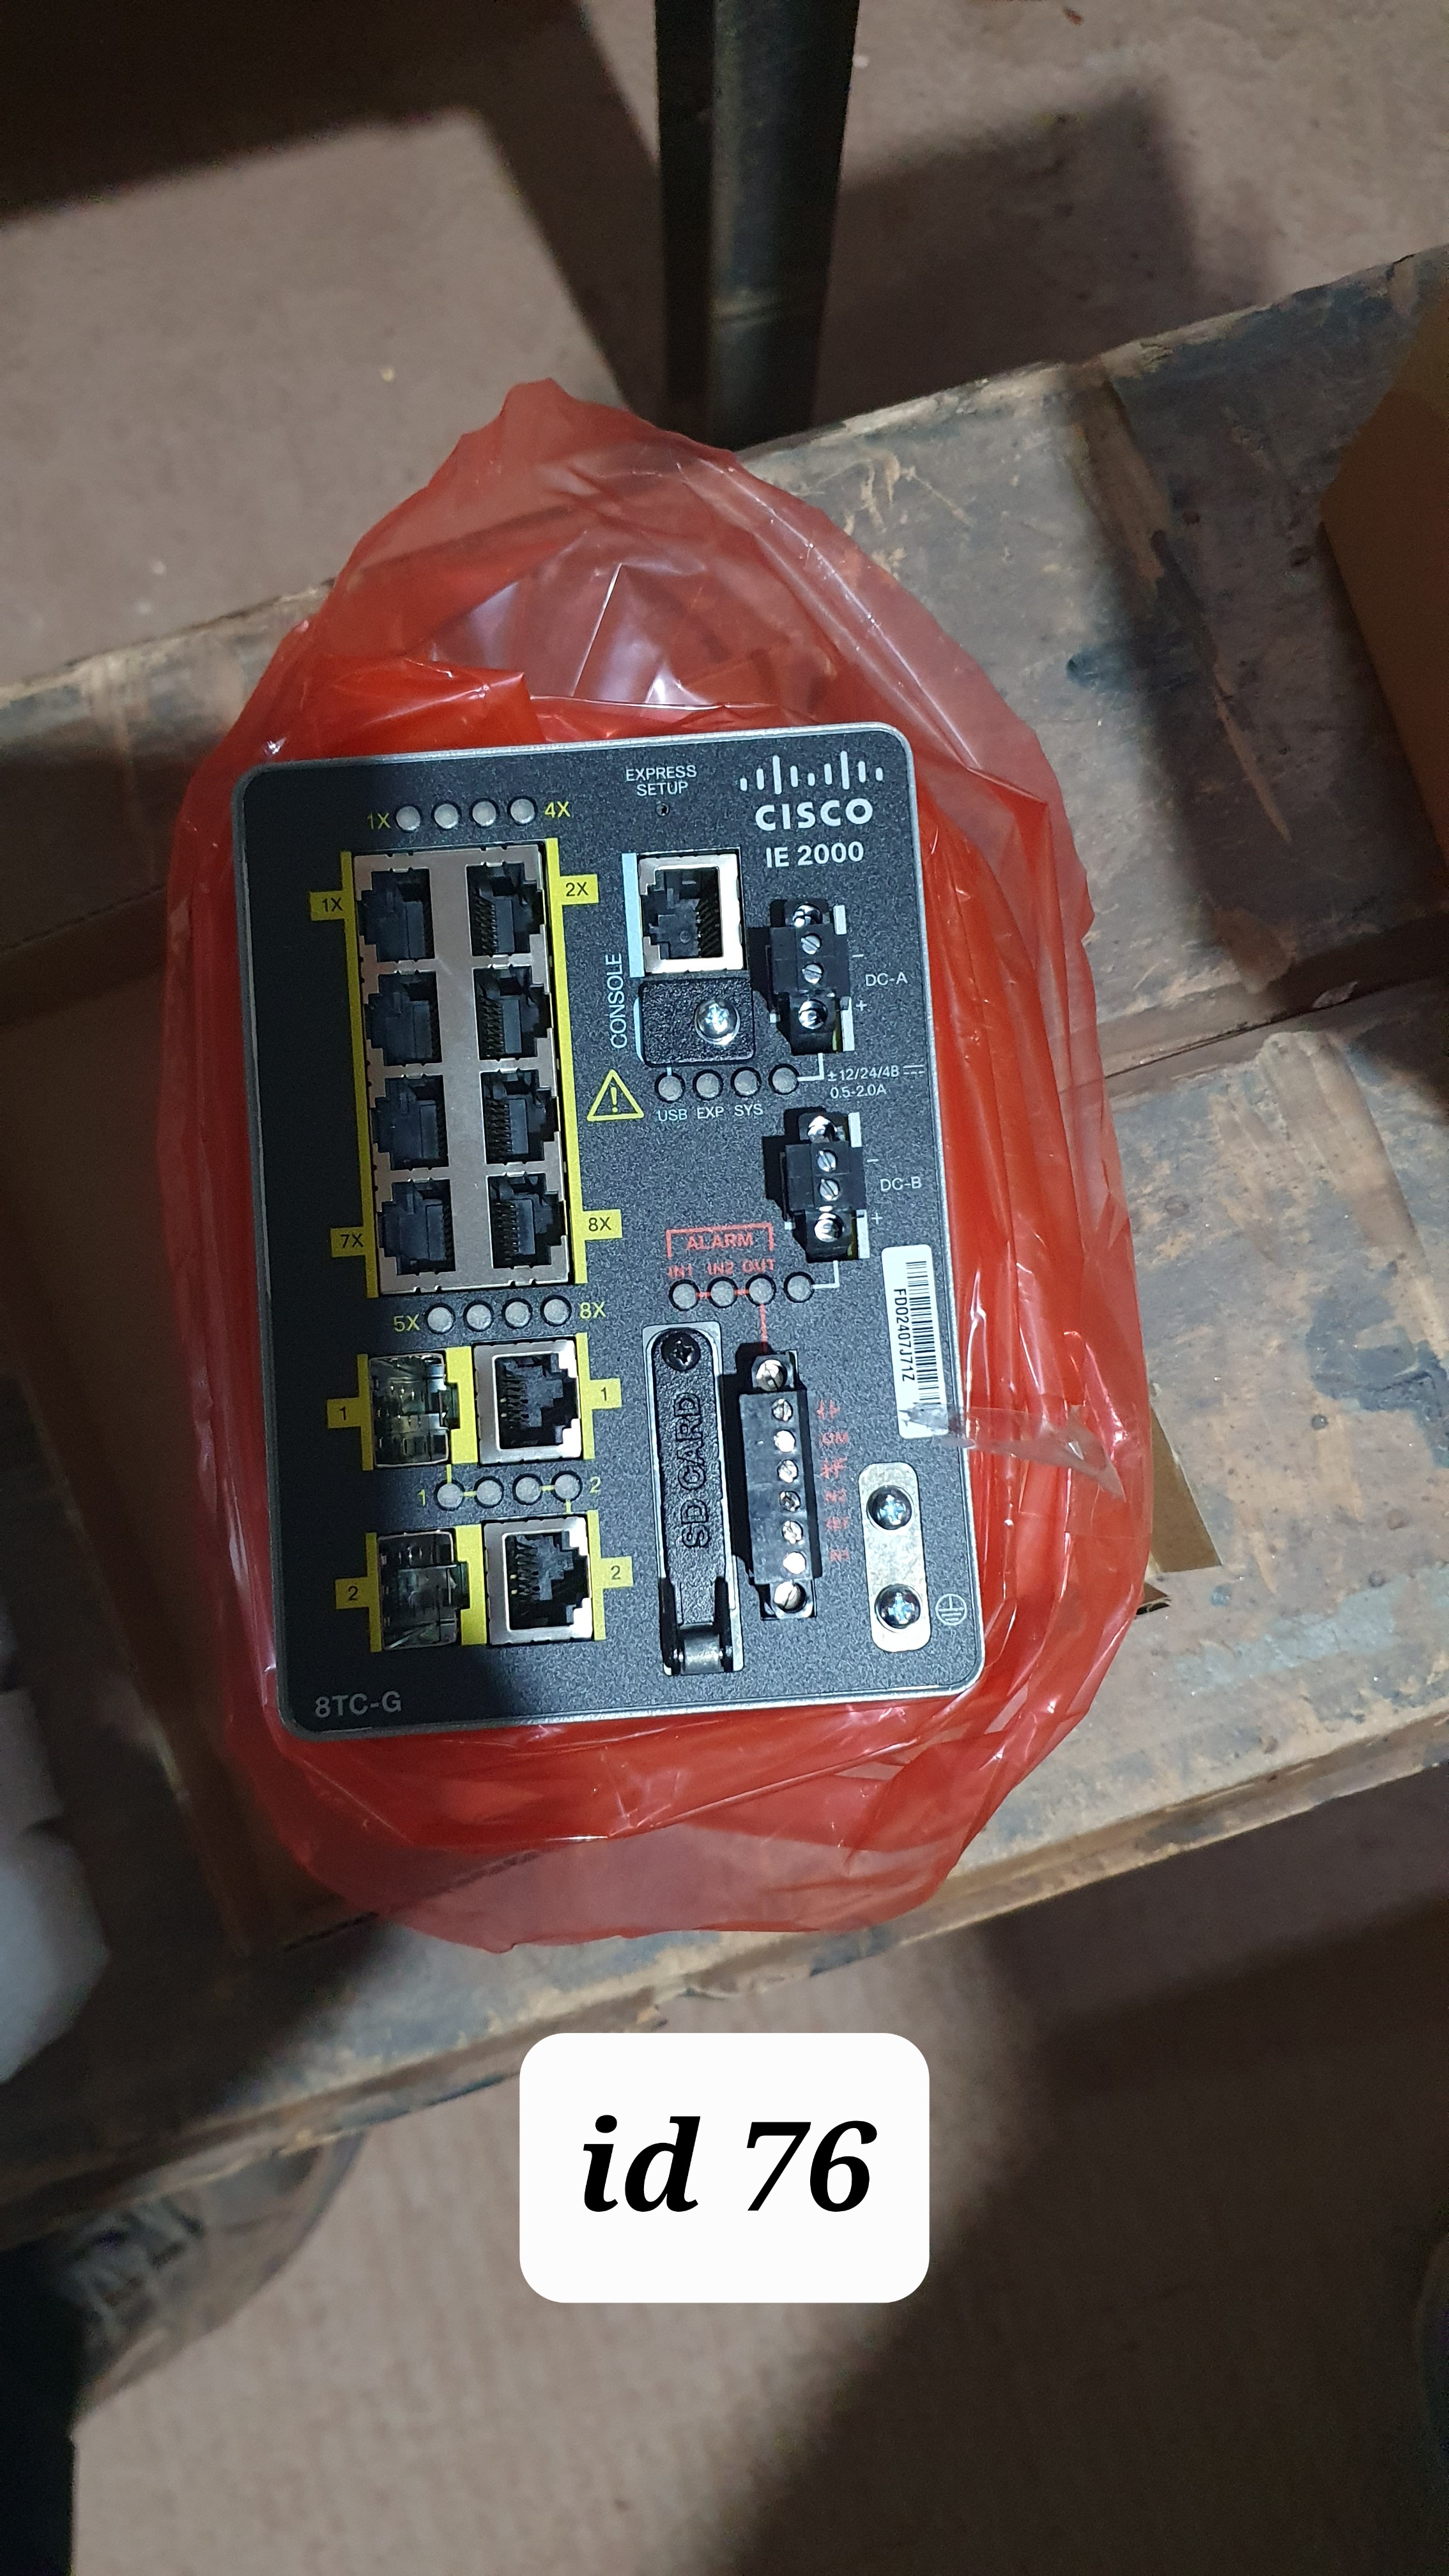 EXPRESS
SETUP
CISCO
IE 2000
1X 4X
1X 2X
CONSOLE
DC-A
- +
±12/24/48
0.5-2.0A
USB EXP SYS
DC-B
- +
7X 8X
ALARM
IN1 IN2 OUT
5X 8X
FDO2407J71Z
1 1
SD CARD
1 2
2 2
8TC-G
id 76